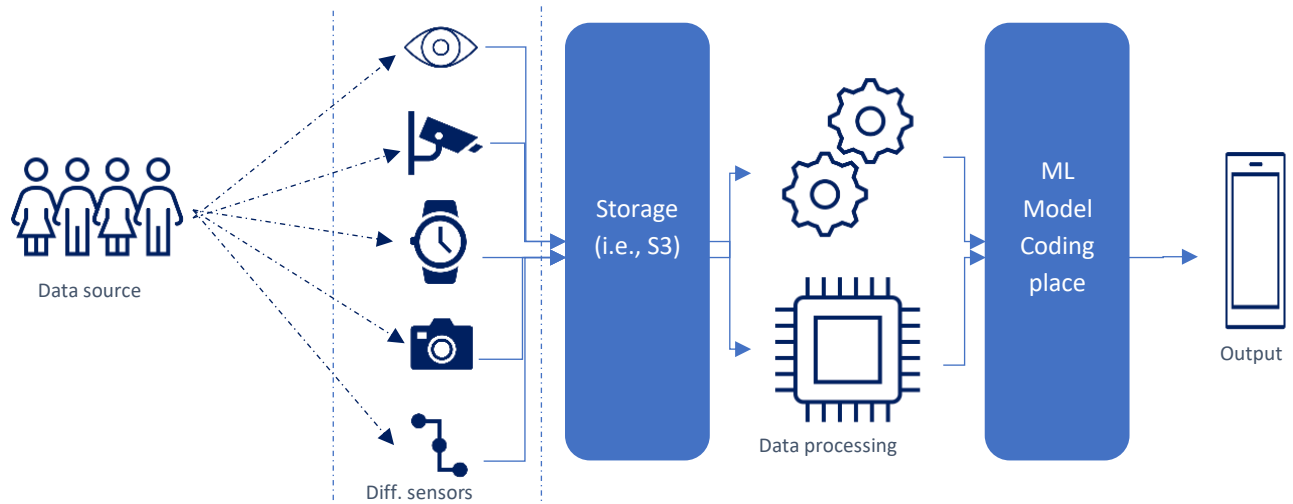 Data source
Diff. sensors
Storage
(i.e., S3)
Data processing
ML
Model
Coding
place
Output